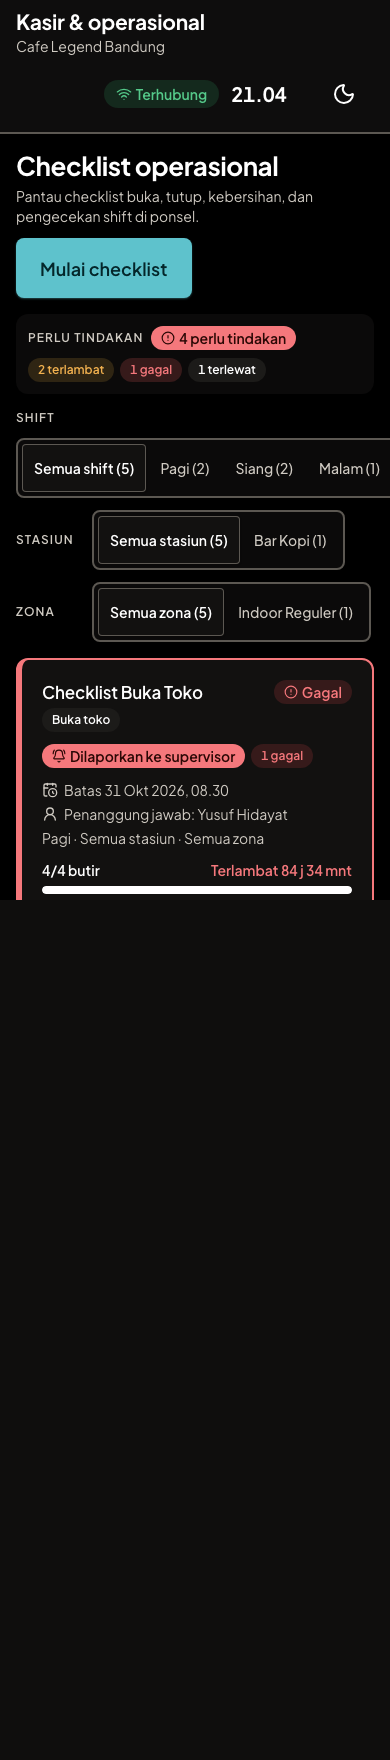 Kasir & operasional
Cafe Legend Bandung
Terhubung 21.04
Checklist operasional
Pantau checklist buka, tutup, kebersihan, dan
pengecekan shift di ponsel.
Mulai checklist
PERLU TINDAKAN 4 perlu tindakan
2 terlambat 1 gagal 1 terlewat
SHIFT
Semua shift (5) Pagi (2) Siang (2) Malam (1)
STASIUN Semua stasiun (5) Bar Kopi (1)
ZONA Semua zona (5) Indoor Reguler (1)
Checklist Buka Toko Gagal
Buka toko
Dilaporkan ke supervisor 1 gagal
Batas 31 Okt 2026, 08.30
Penanggung jawab: Yusuf Hidayat
Pagi · Semua stasiun · Semua zona
4/4 butir Terlambat 84 j 34 mnt